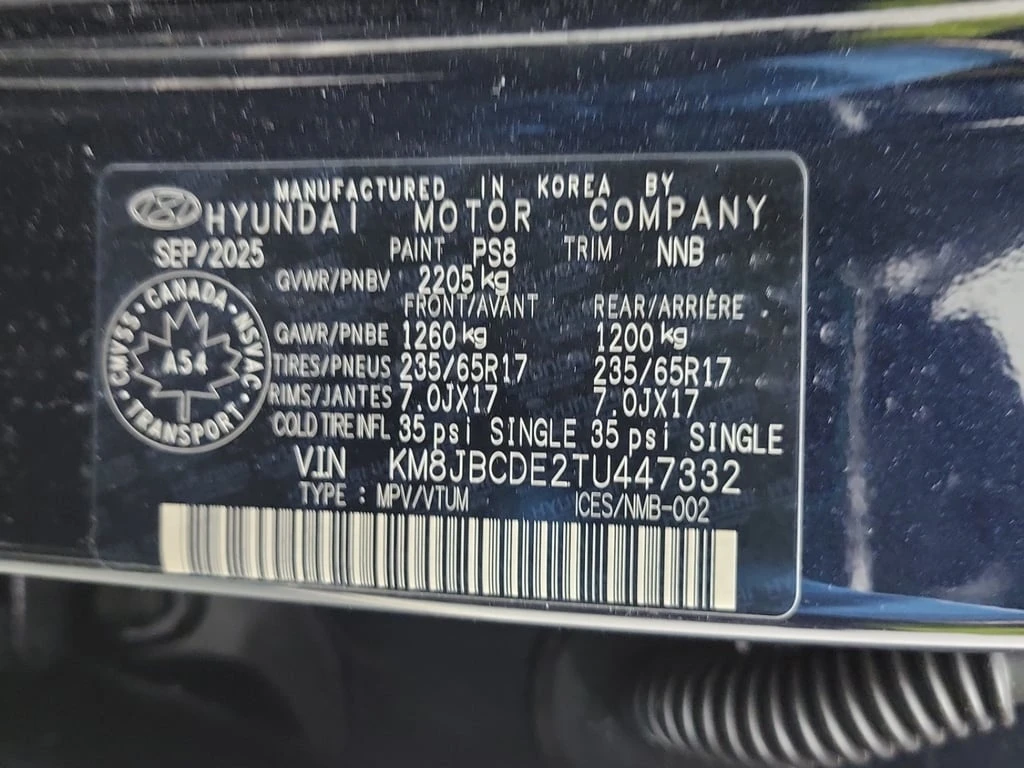 MANUFACTURED IN KOREA BY
HYUNDAI MOTOR COMPANY
SEP/2025 PAINT PS8 TRIM NNB
GVWR/PNBV 2205 kg
FRONT/AVANT REAR/ARRIÈRE
GAWR/PNBE 1260 kg 1200 kg
TIRES/PNEUS 235/65R17 235/65R17
RIMS/JANTES 7.0JX17 7.0JX17
COLD TIRE INFL 35 psi SINGLE 35 psi SINGLE
VIN KM8JBCDE2TU447332
TYPE : MPV/VTUM ICES/NMB-002
CMVSS · CANADA · NSVAC · TRANSPORT ·
A54